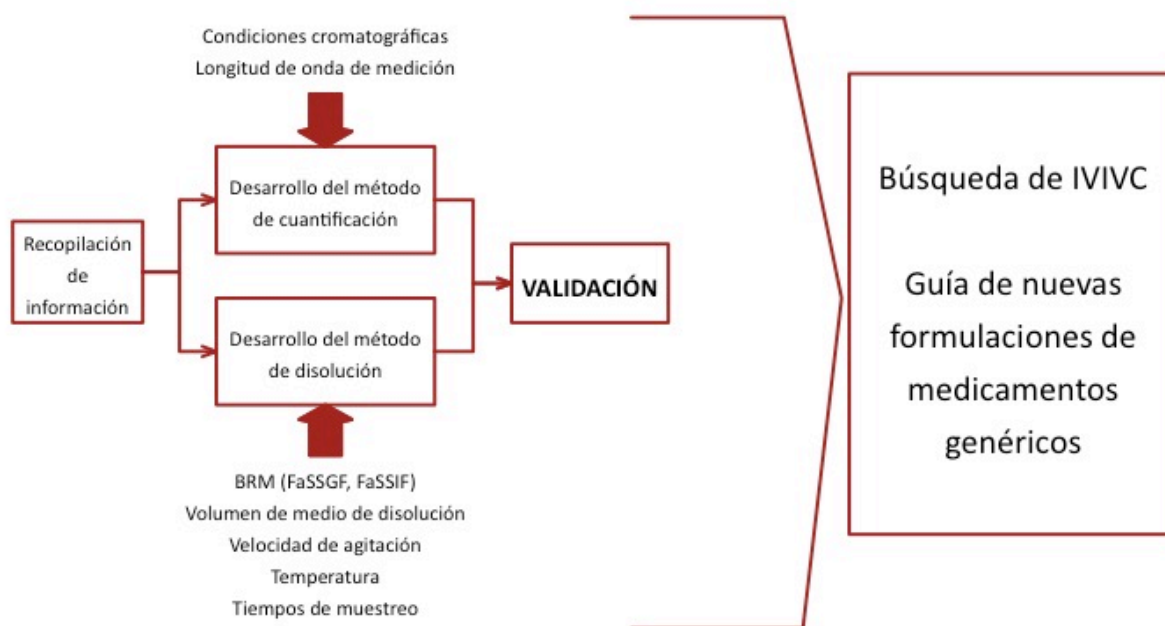 Condiciones cromatográficas
Longitud de onda de medición
Desarrollo del método
de cuantificación
Recopilación
de
información
VALIDACIÓN
Desarrollo del método
de disolución
BRM (FaSSGF, FaSSIF)
Volumen de medio de disolución
Velocidad de agitación
Temperatura
Tiempos de muestreo
Búsqueda de IVIVC
Guía de nuevas
formulaciones de
medicamentos
genéricos